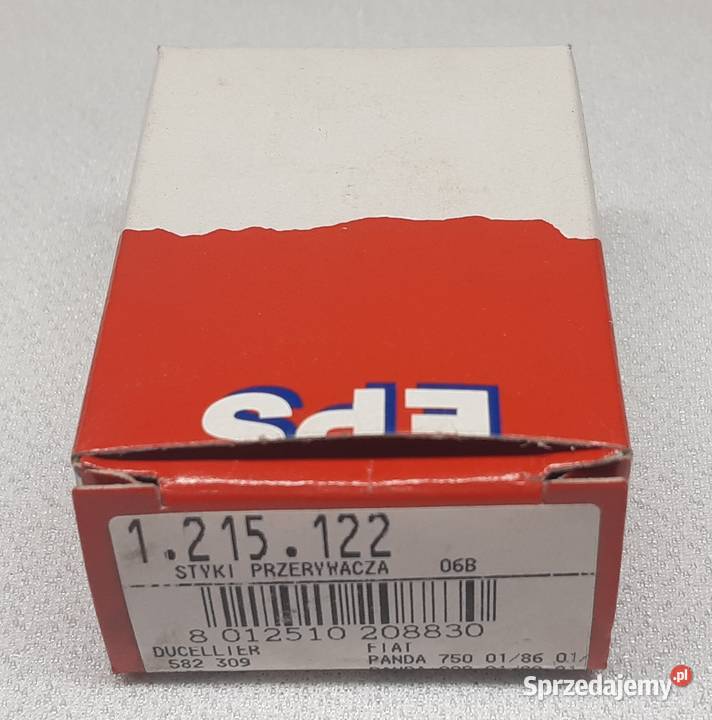 EPS
1.215.122
STYKI PRZERYWACZA 06B
8 012510 208830
DUCELLIER FIAT
582 309 PANDA 750 01/86 01/
Sprzedajemy.pl